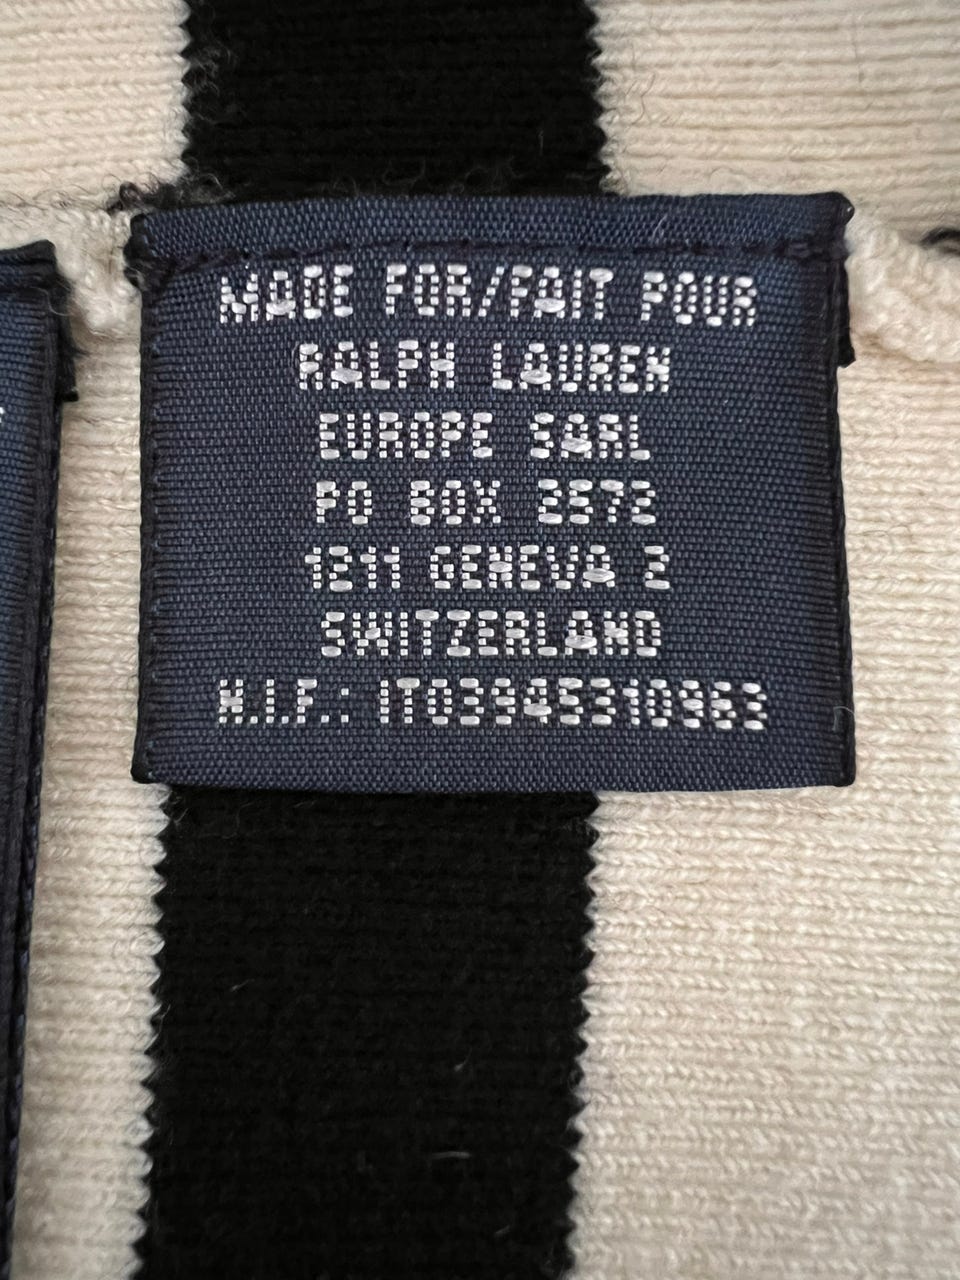 MADE FOR/FAIT POUR
RALPH LAUREN
EUROPE SARL
PO BOX 2572
1211 GENEVA 2
SWITZERLAND
N.I.F.: IT03945310963